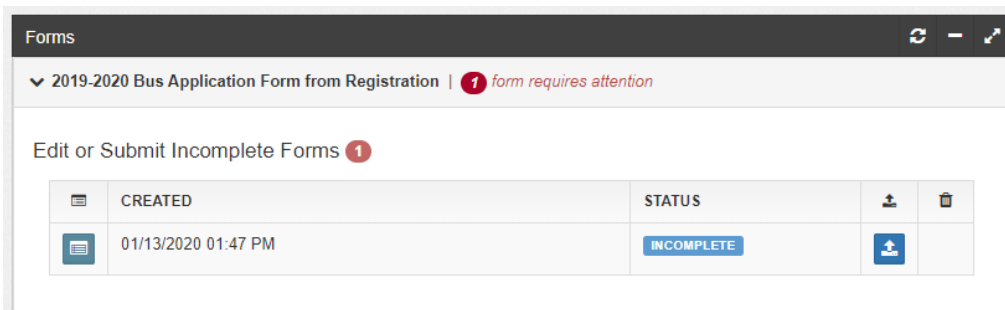 Forms
2019-2020 Bus Application Form from Registration | 1 form requires attention
Edit or Submit Incomplete Forms 1
CREATED STATUS
01/13/2020 01:47 PM INCOMPLETE